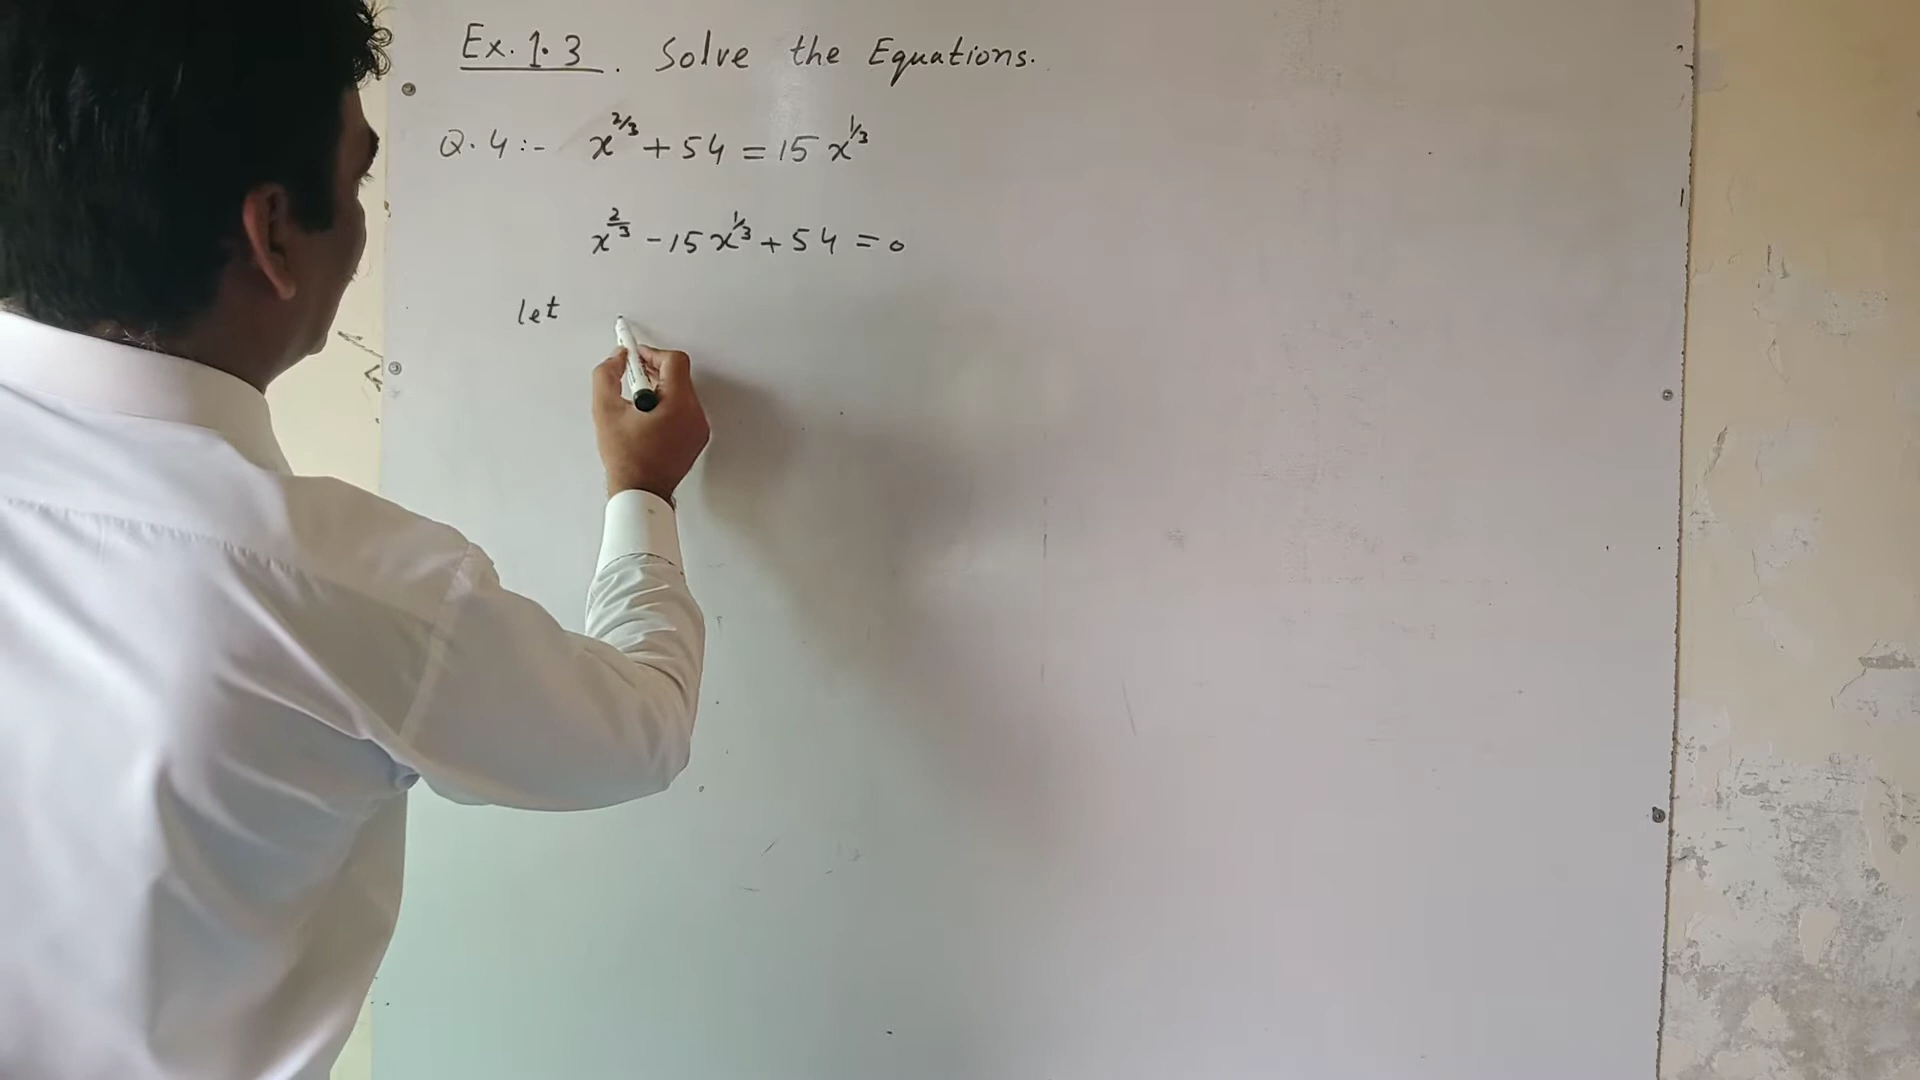 Ex. 1.3. Solve the Equations.
Q.4:- x^{2/3} + 54 = 15 x^{1/3}
x^{2/3} - 15 x^{1/3} + 54 = 0
let